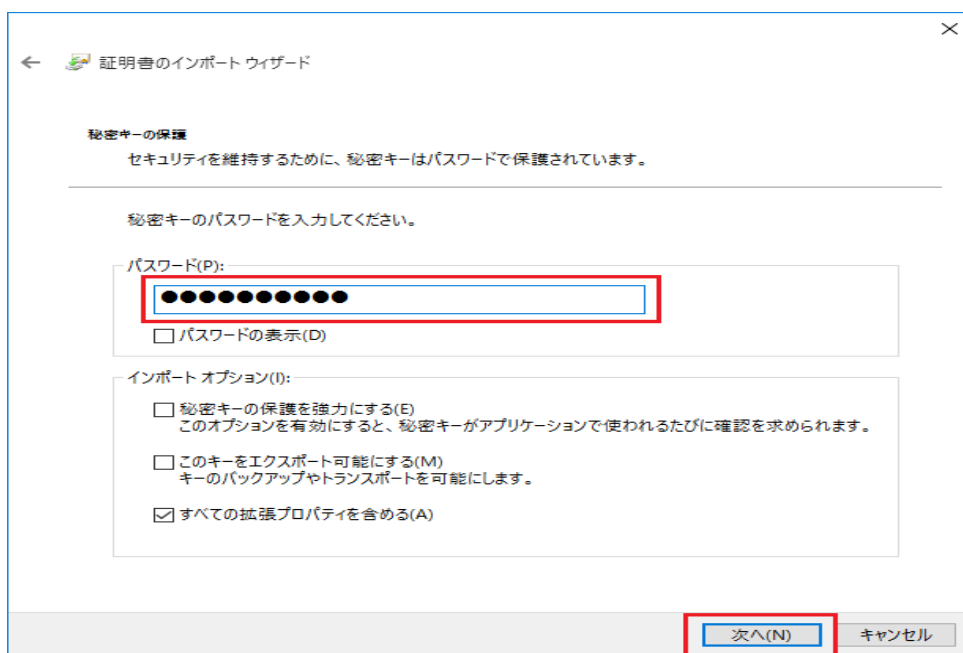 証明書のインポート ウィザード
秘密キーの保護
セキュリティを維持するために、秘密キーはパスワードで保護されています。
秘密キーのパスワードを入力してください。
パスワード(P):
●●●●●●●●●●
パスワードの表示(D)
インポート オプション(I):
秘密キーの保護を強力にする(E)
このオプションを有効にすると、秘密キーがアプリケーションで使われるたびに確認を求められます。
このキーをエクスポート可能にする(M)
キーのバックアップやトランスポートを可能にします。
すべての拡張プロパティを含める(A)
次へ(N)
キャンセル